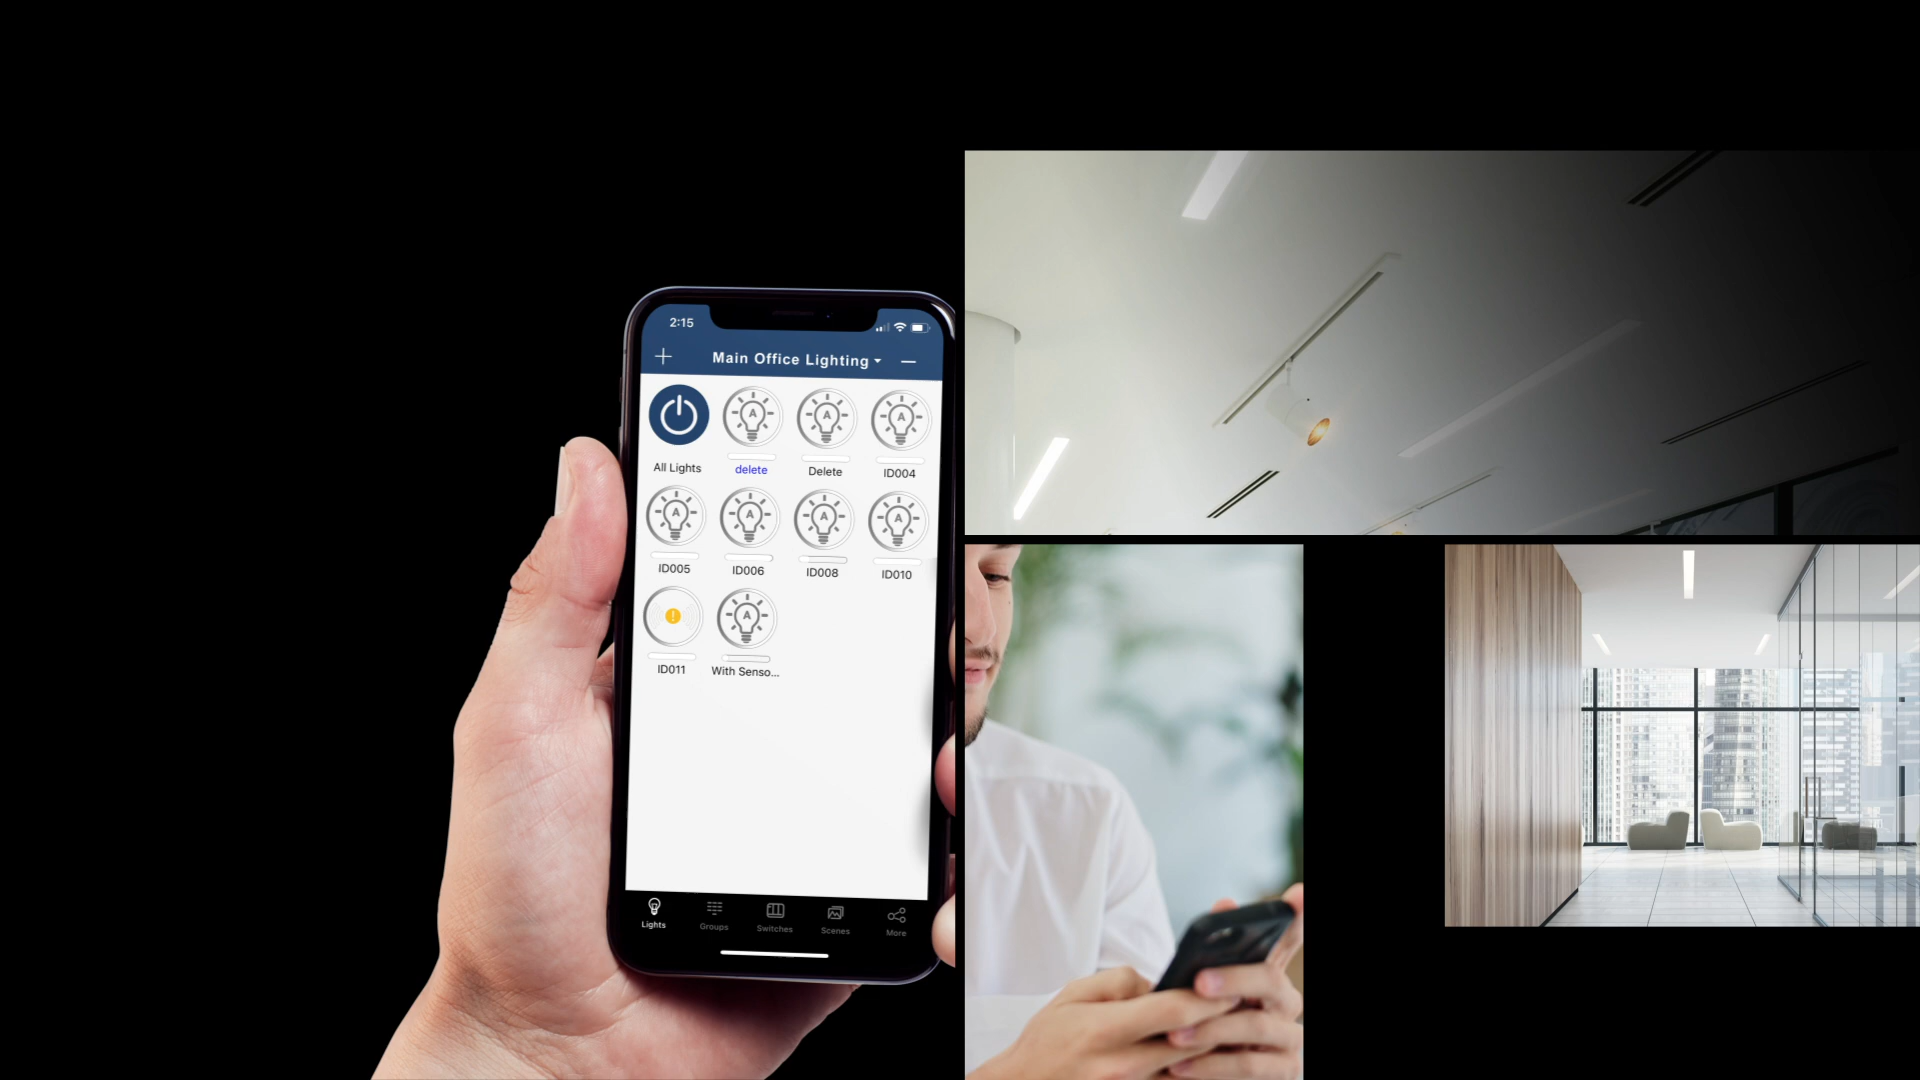 2:15
Main Office Lighting
All Lights
delete
Delete
ID004
ID005
ID006
ID008
ID010
ID011
With Senso...
Lights
Groups
Switches
Scenes
More